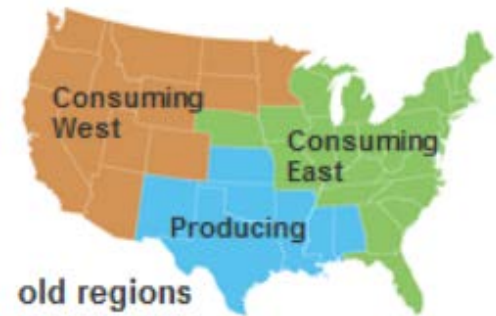 Consuming
West
Consuming
East
Producing
old regions